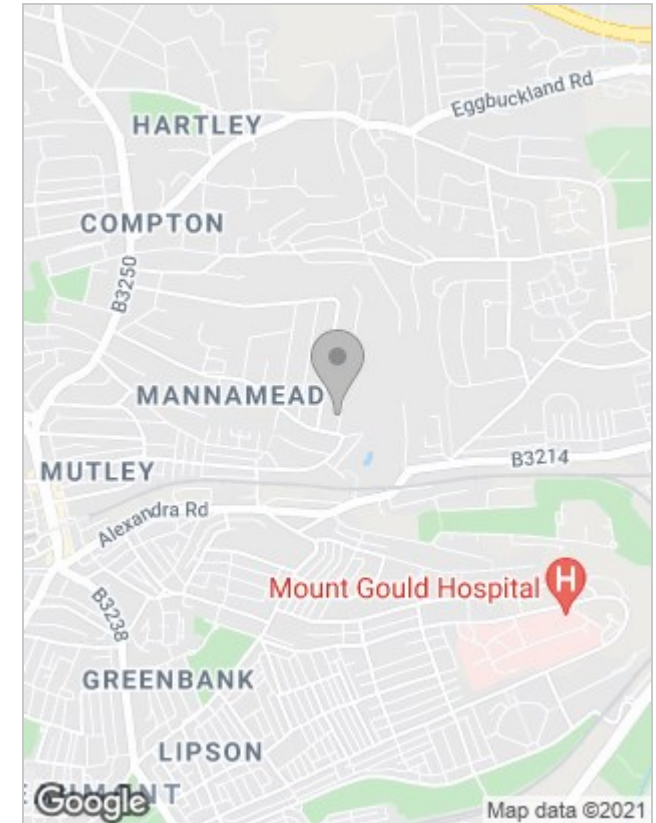 Eggbuckland Rd
HARTLEY
COMPTON
B3250
MANNAMEAD
MUTLEY
B3214
Alexandra Rd
Mount Gould Hospital H
B3238
GREENBANK
LIPSON
Google
Map data ©2021